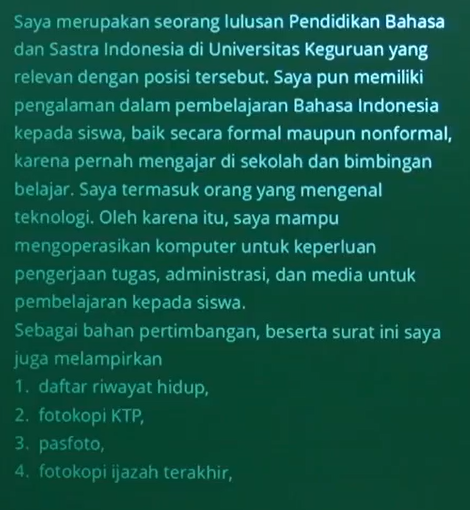 Saya merupakan seorang lulusan Pendidikan Bahasa
dan Sastra Indonesia di Universitas Keguruan yang
relevan dengan posisi tersebut. Saya pun memiliki
pengalaman dalam pembelajaran Bahasa Indonesia
kepada siswa, baik secara formal maupun nonformal,
karena pernah mengajar di sekolah dan bimbingan
belajar. Saya termasuk orang yang mengenal
teknologi. Oleh karena itu, saya mampu
mengoperasikan komputer untuk keperluan
pengerjaan tugas, administrasi, dan media untuk
pembelajaran kepada siswa.
Sebagai bahan pertimbangan, beserta surat ini saya
juga melampirkan
1. daftar riwayat hidup,
2. fotokopi KTP,
3. pasfoto,
4. fotokopi ijazah terakhir,